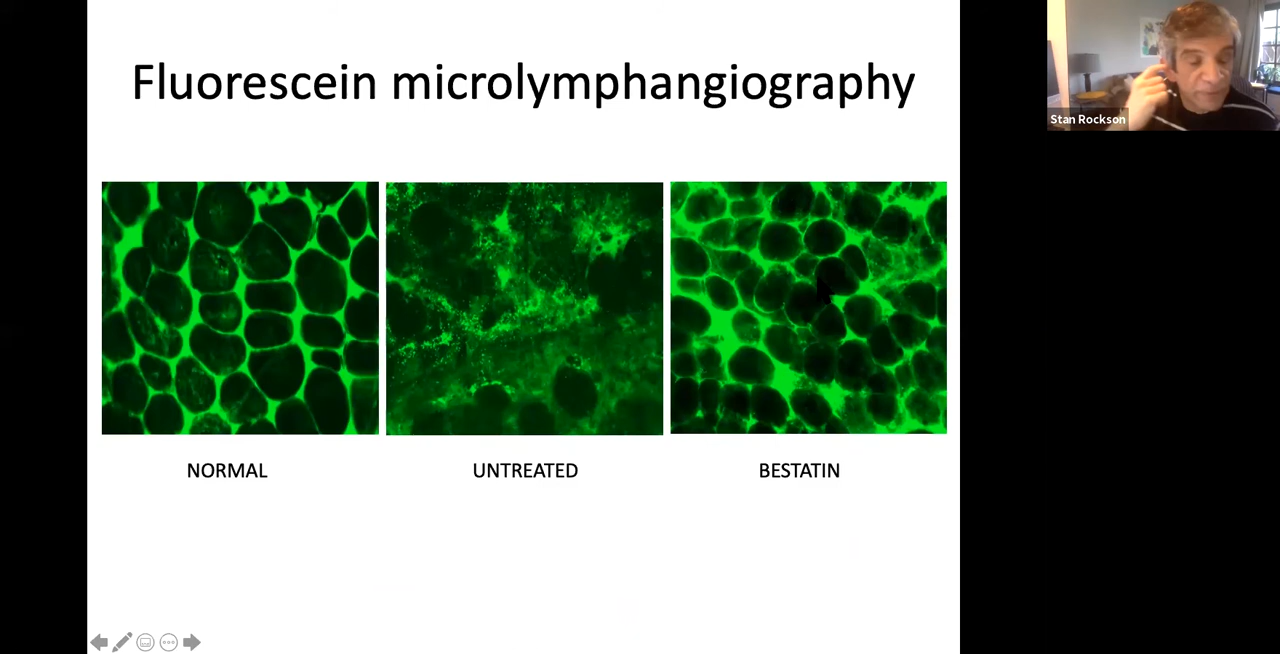 Fluorescein microlymphangiography
Stan Rockson
NORMAL
UNTREATED
BESTATIN